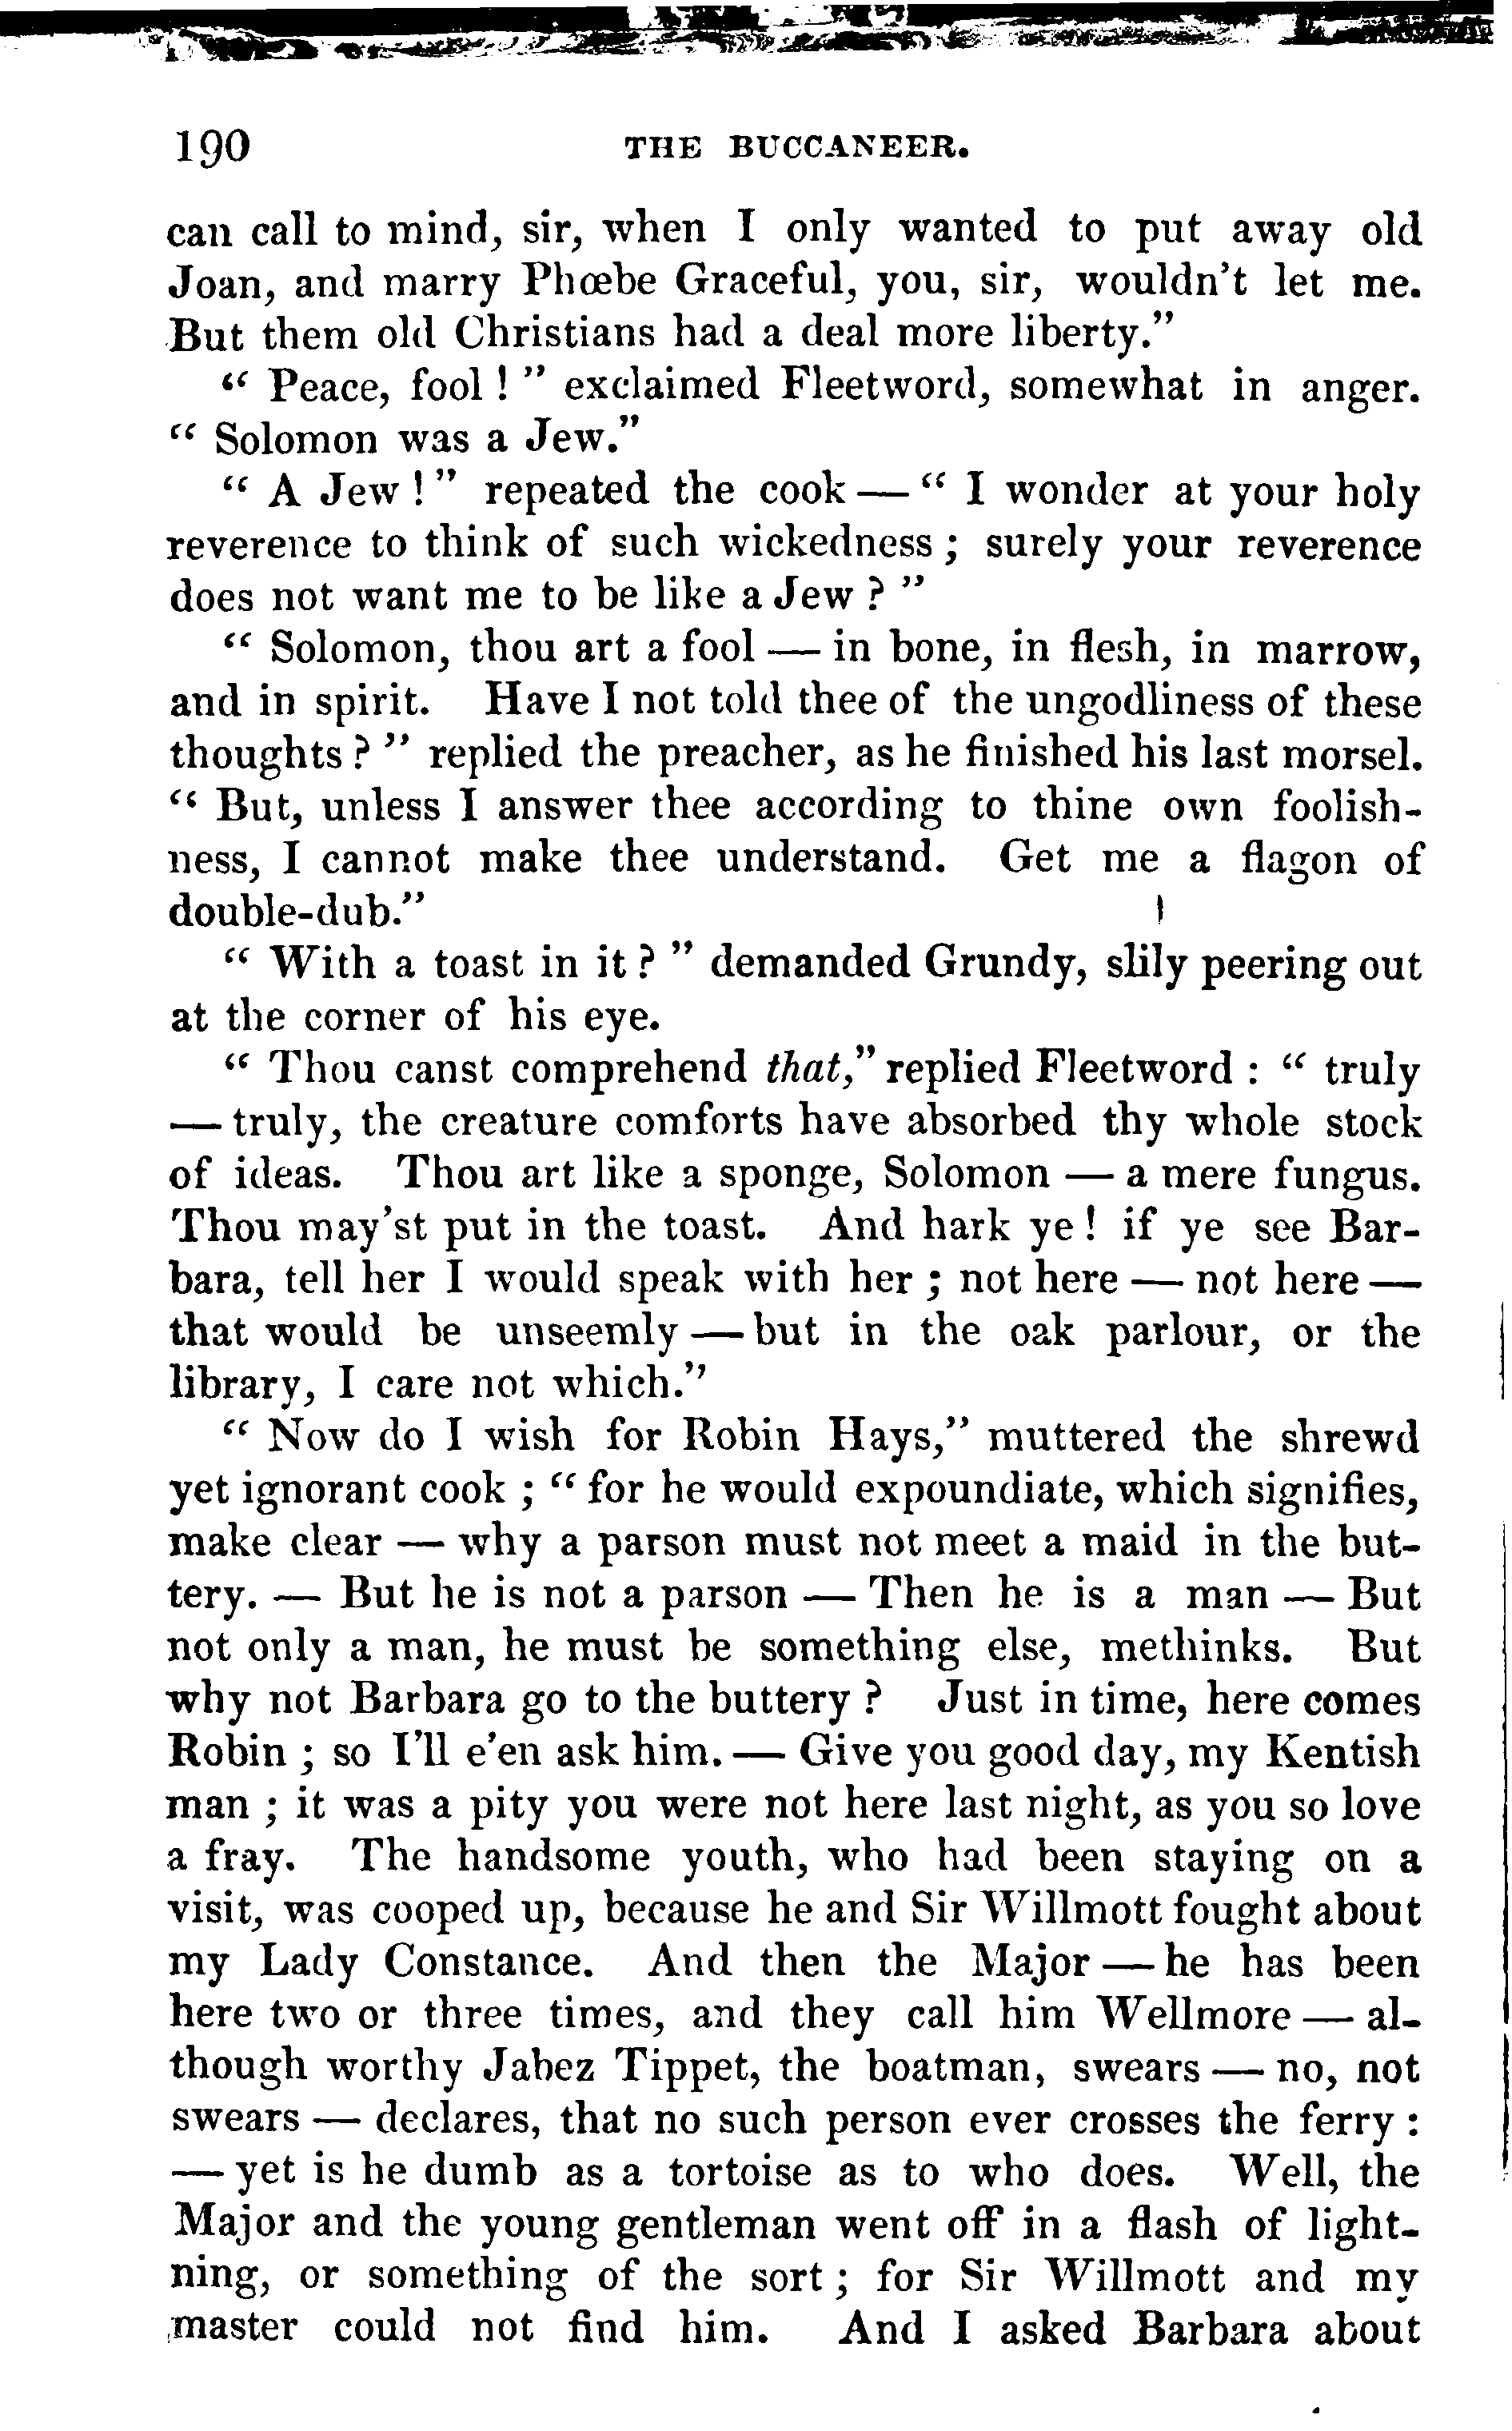 190 THE BUCCANEER.
can call to mind, sir, when I only wanted to put away old
Joan, and marry Phœbe Graceful, you, sir, wouldn't let me.
But them old Christians had a deal more liberty."
" Peace, fool ! " exclaimed Fleetword, somewhat in anger.
" Solomon was a Jew."
" A Jew ! " repeated the cook — " I wonder at your holy
reverence to think of such wickedness ; surely your reverence
does not want me to be like a Jew ? "
" Solomon, thou art a fool — in bone, in flesh, in marrow,
and in spirit. Have I not told thee of the ungodliness of these
thoughts ? " replied the preacher, as he finished his last morsel.
" But, unless I answer thee according to thine own foolish-
ness, I cannot make thee understand. Get me a flagon of
double-dub."
" With a toast in it ? " demanded Grundy, slily peering out
at the corner of his eye.
" Thou canst comprehend that," replied Fleetword : " truly
— truly, the creature comforts have absorbed thy whole stock
of ideas. Thou art like a sponge, Solomon — a mere fungus.
Thou may'st put in the toast. And hark ye ! if ye see Bar-
bara, tell her I would speak with her ; not here — not here —
that would be unseemly — but in the oak parlour, or the
library, I care not which."
" Now do I wish for Robin Hays," muttered the shrewd
yet ignorant cook ; " for he would expoundiate, which signifies,
make clear — why a parson must not meet a maid in the but-
tery. — But he is not a parson — Then he is a man — But
not only a man, he must be something else, methinks. But
why not Barbara go to the buttery ? Just in time, here comes
Robin ; so I'll e'en ask him. — Give you good day, my Kentish
man ; it was a pity you were not here last night, as you so love
a fray. The handsome youth, who had been staying on a
visit, was cooped up, because he and Sir Willmott fought about
my Lady Constance. And then the Major — he has been
here two or three times, and they call him Wellmore — al-
though worthy Jabez Tippet, the boatman, swears — no, not
swears — declares, that no such person ever crosses the ferry :
— yet is he dumb as a tortoise as to who does. Well, the
Major and the young gentleman went off in a flash of light-
ning, or something of the sort ; for Sir Willmott and my
master could not find him. And I asked Barbara about